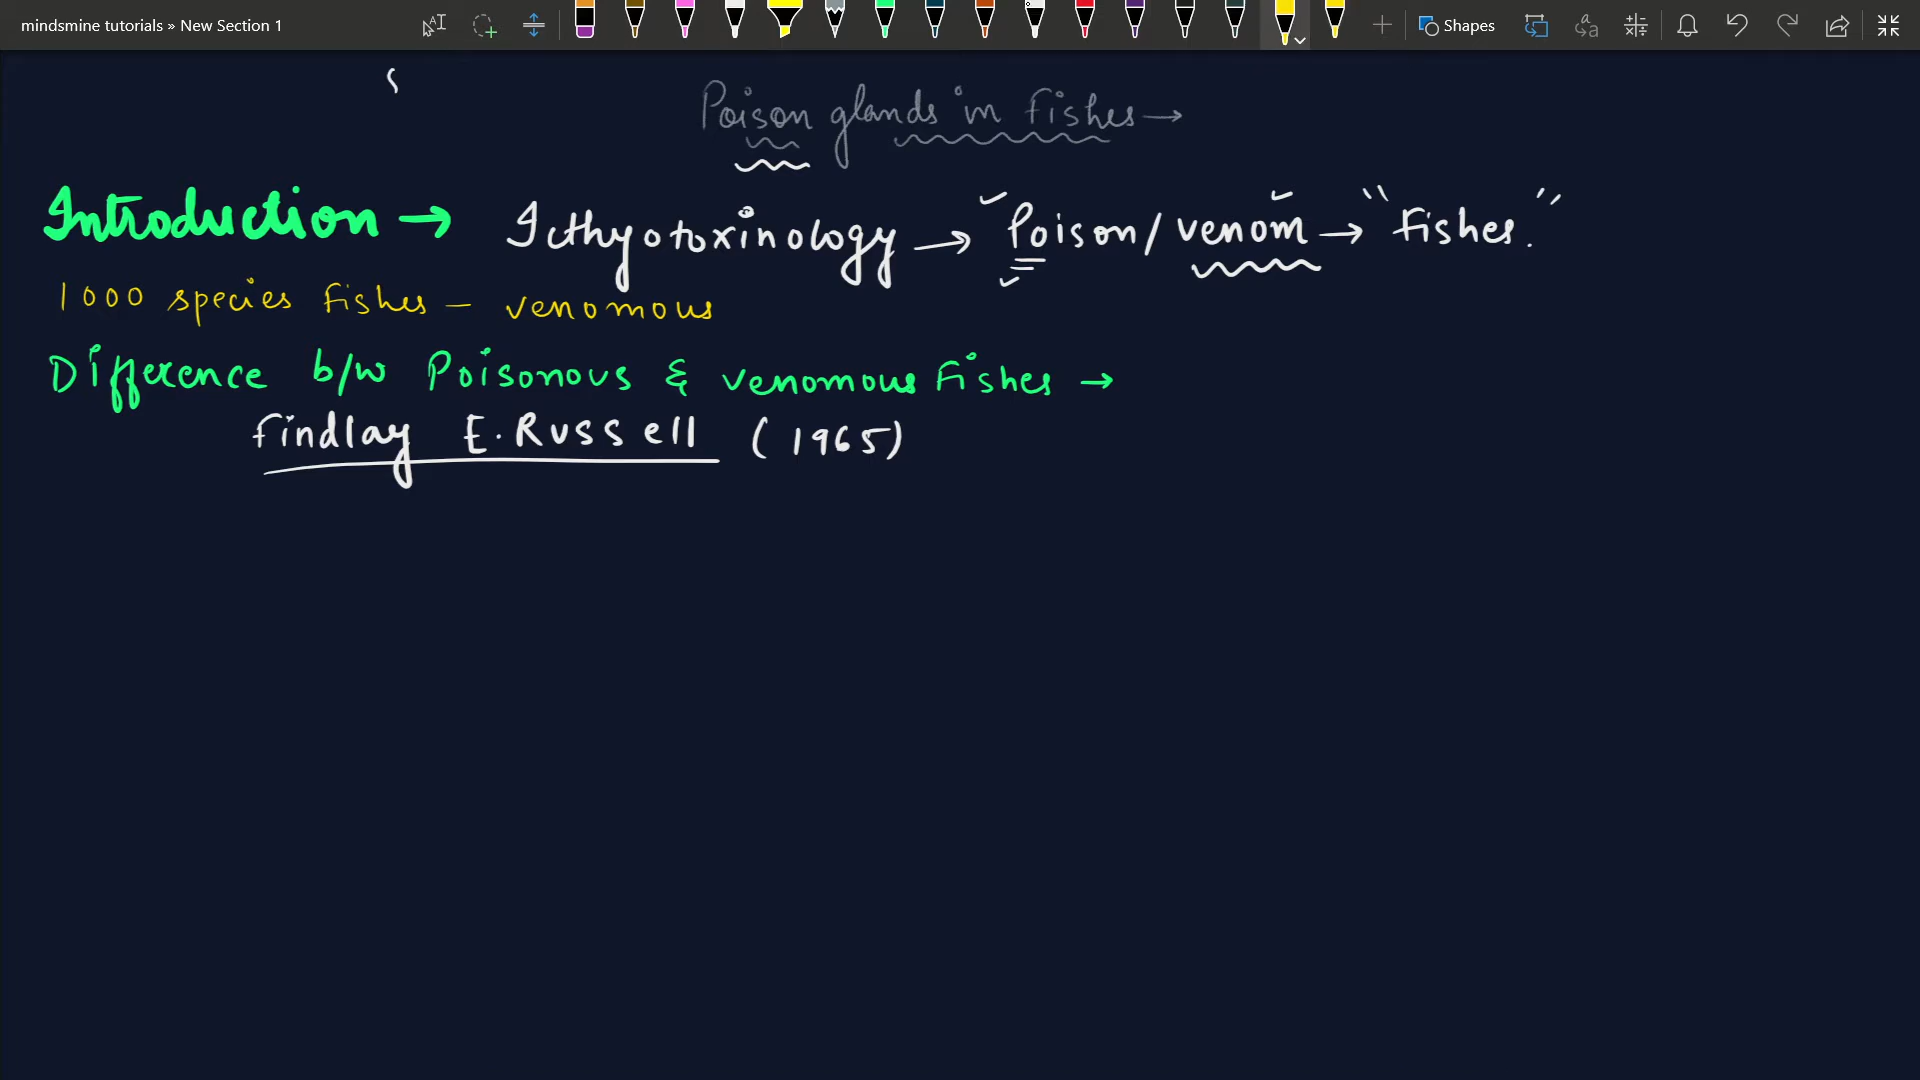 mindsmine tutorials » New Section 1
Shapes
Poison glands in fishes →
Introduction → Icthyotoxinology → Poison/venom → "fishes."
1000 species fishes – venomous
Difference b/w Poisonous & venomous fishes →
findlay E. Russell (1965)